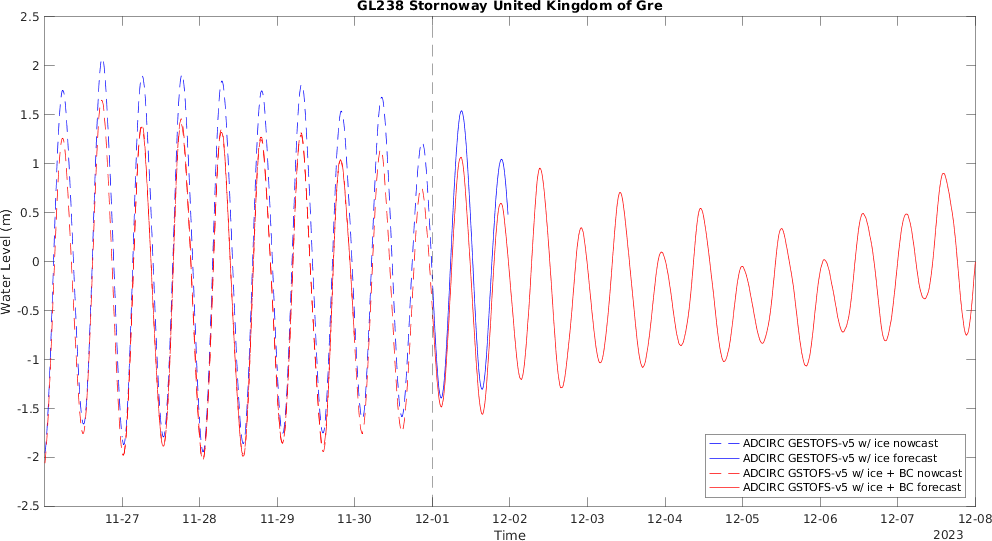 GL238 Stornoway United Kingdom of Gre
2.5
2
1.5
1
0.5
0
-0.5
-1
-1.5
-2
-2.5
Water Level (m)
ADCIRC GESTOFS-v5 w/ ice nowcast
ADCIRC GESTOFS-v5 w/ ice forecast
ADCIRC GSTOFS-v5 w/ ice + BC nowcast
ADCIRC GSTOFS-v5 w/ ice + BC forecast
11-27 11-28 11-29 11-30 12-01 12-02 12-03 12-04 12-05 12-06 12-07 12-08
Time
2023